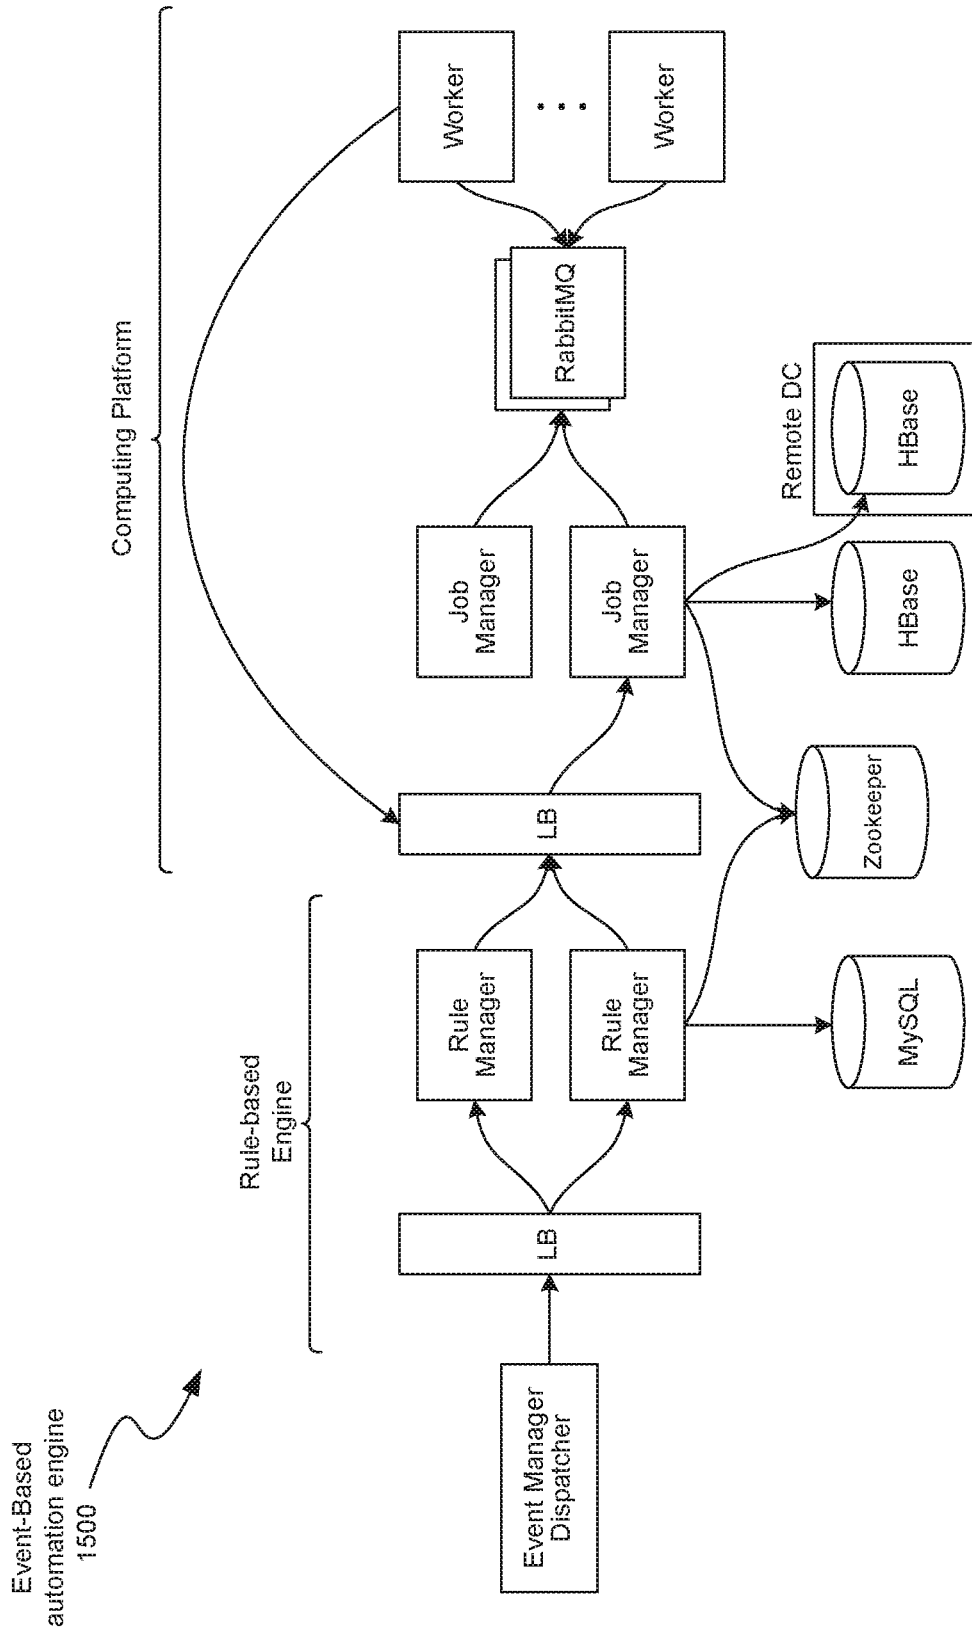 Event-Based
automation engine
1500
Rule-based
Engine
Computing Platform
Event Manager
Dispatcher
LB
Rule
Manager
Rule
Manager
LB
Job
Manager
Job
Manager
RabbitMQ
Worker
Worker
MySQL
Zookeeper
HBase
Remote DC
HBase